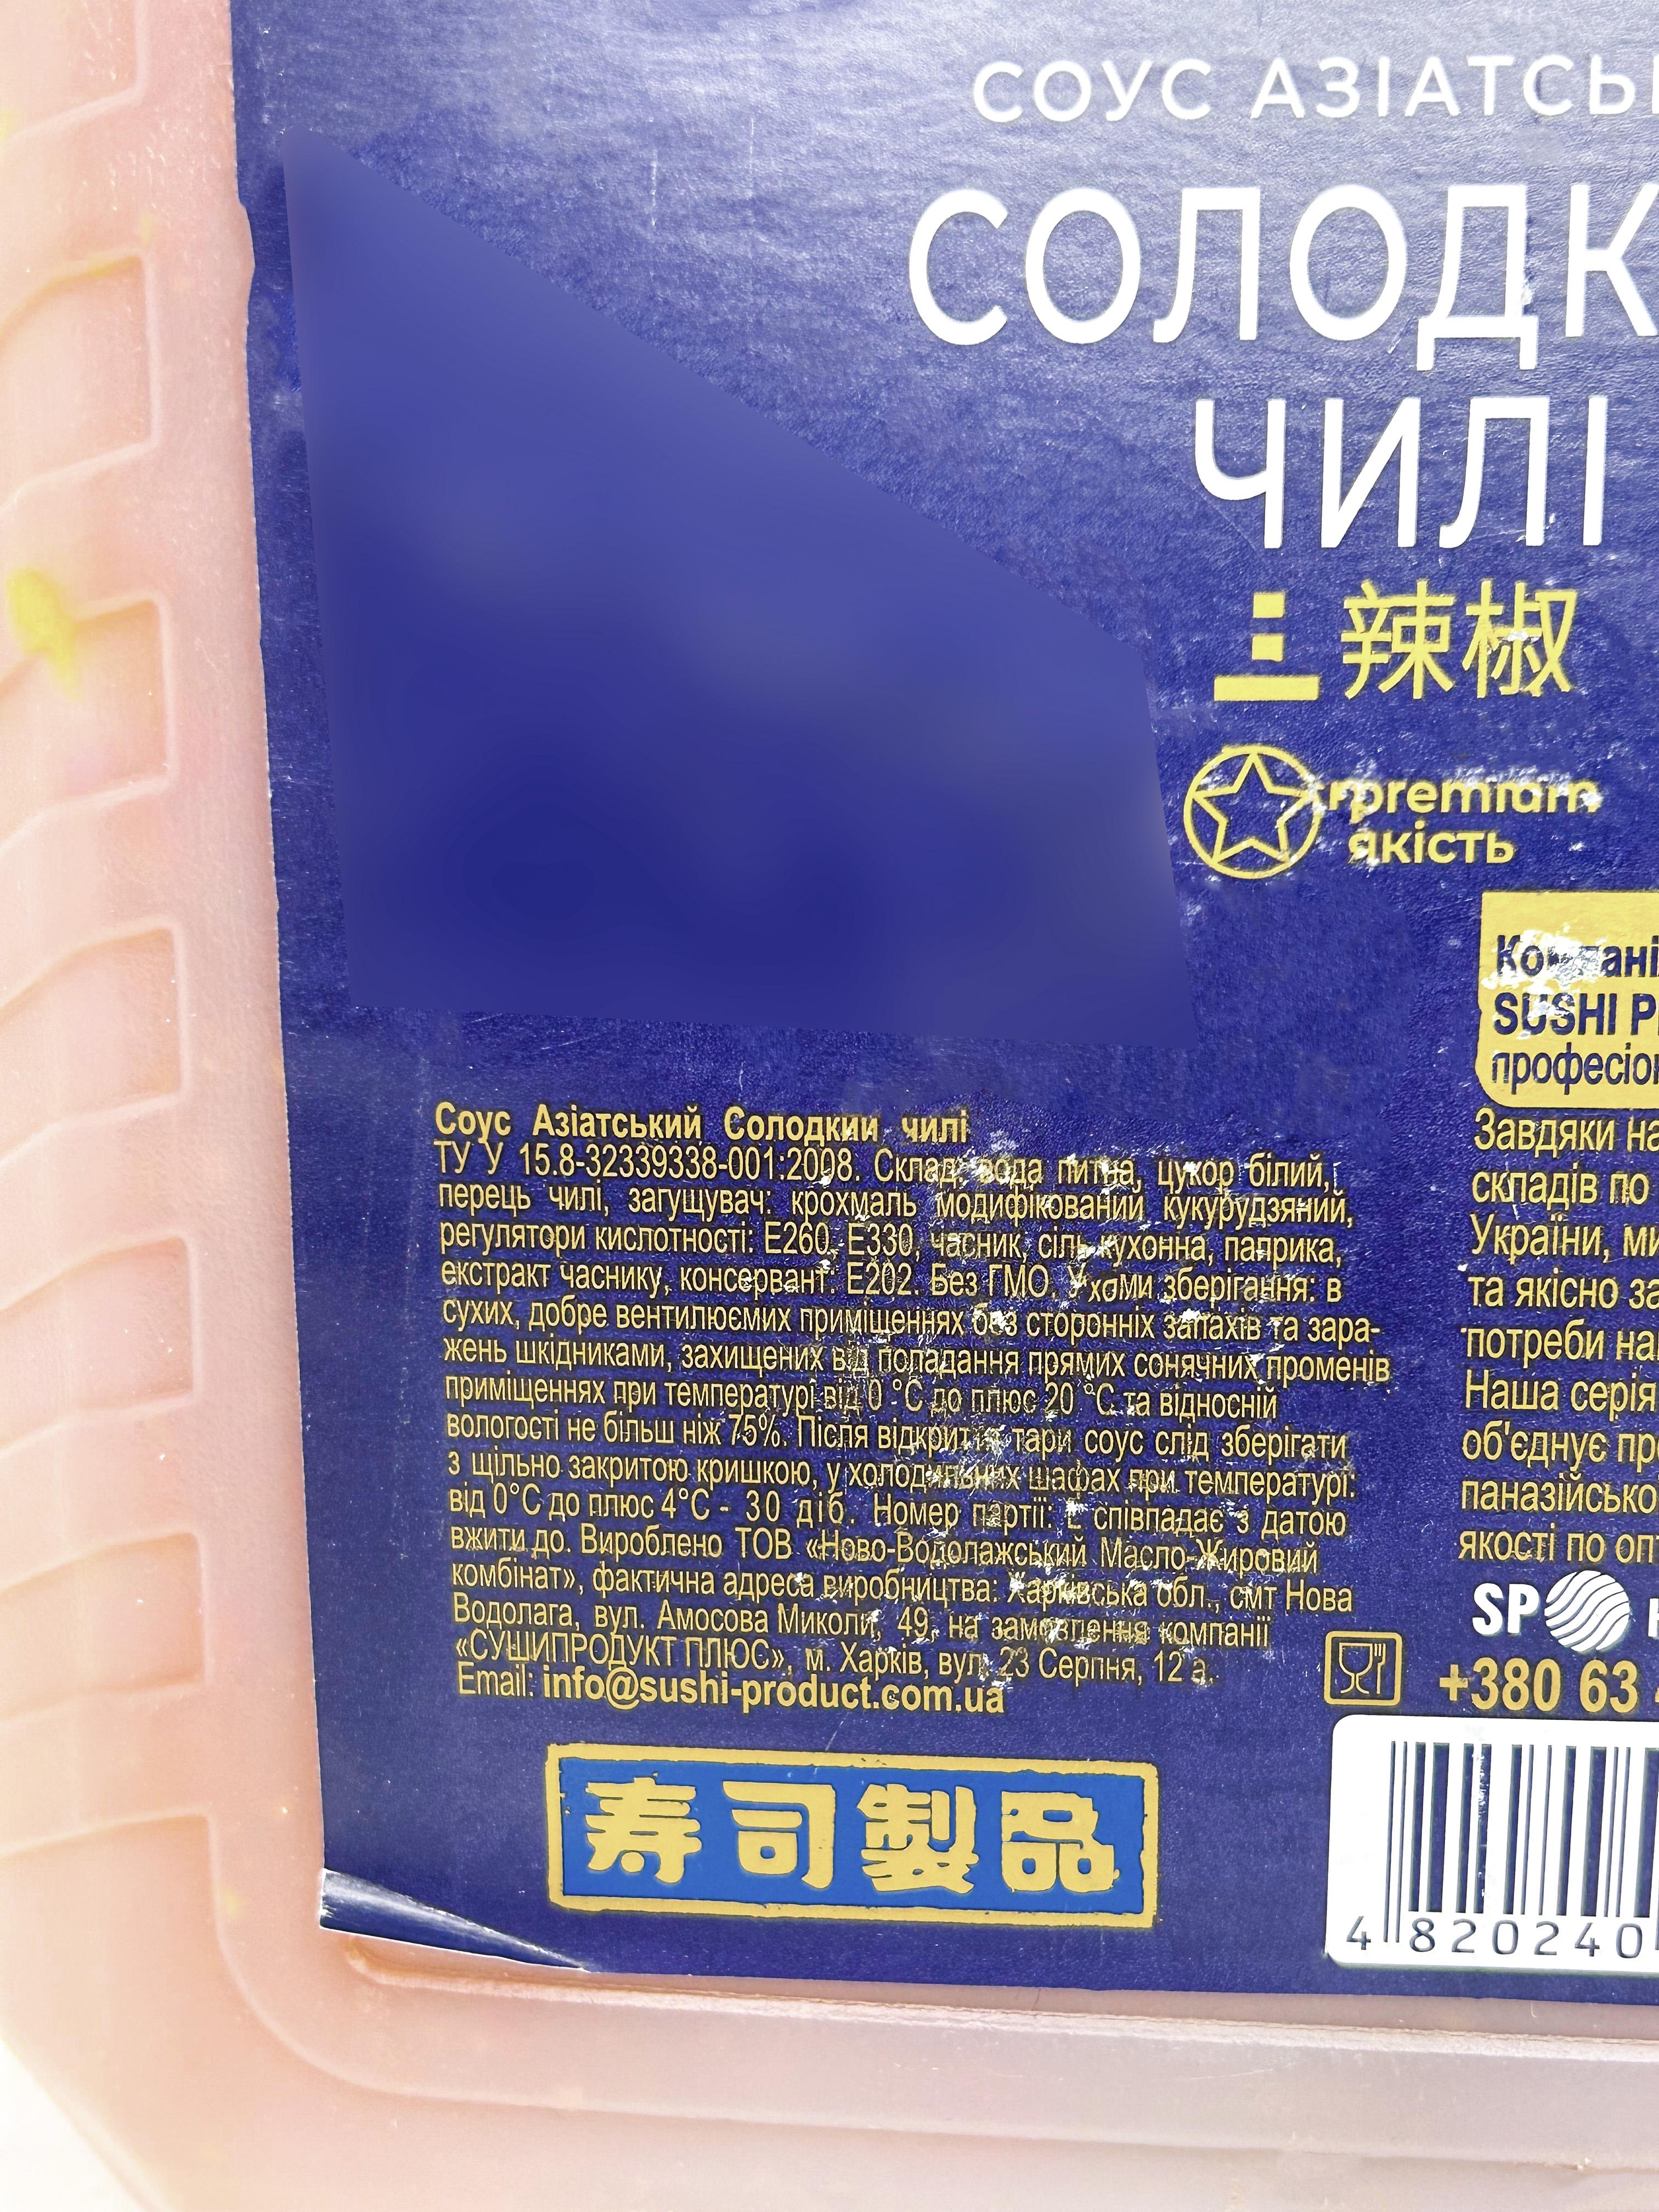 СОУС АЗІАТСЬ
СОЛОДК
ЧИЛІ
辣椒
premium
якість
Компані
SUSHI P
професіо
Соус Азіатський Солодкий чилі
ТУ У 15.8-32339338-001:2008. Склад: вода питна, цукор білий,
перець чилі, загущувач: крохмаль модифікований кукурудзяний,
регулятори кислотності: Е260, Е330, часник, сіль кухонна, паприка,
екстракт часнику, консервант: Е202. Без ГМО. зберігання: в
сухих, добре вентилюємих приміщеннях без сторонніх запахів та зара-
жень шкідниками, захищених від попадання прямих сонячних променів
приміщеннях при температурі від 0 °С до плюс 20 °С та відносній
вологості не більш ніж 75%. Після відкриття тари соус слід зберігати
з щільно закритою кришкою, у холодильних шафах при температурі:
від 0°С до плюс 4°С - 30 діб. Номер партії: L співпадає з датою
вжити до. Вироблено ТОВ «Ново-Водолажський Масло-Жировий
комбінат», фактична адреса виробництва: Харківська обл., смт Нова
Водолага, вул. Амосова Миколи, 49, на замовлення компанії
«СУШИПРОДУКТ ПЛЮС», м. Харків, вул. 23 Серпня, 12 а.
Email: info@sushi-product.com.ua
Завдяки на
складів по
України, ми
та якісно за
потреби на
Наша серія
об'єднує пр
паназійсько
якості по оп
SP
+380 63
寿司製品
4 820240